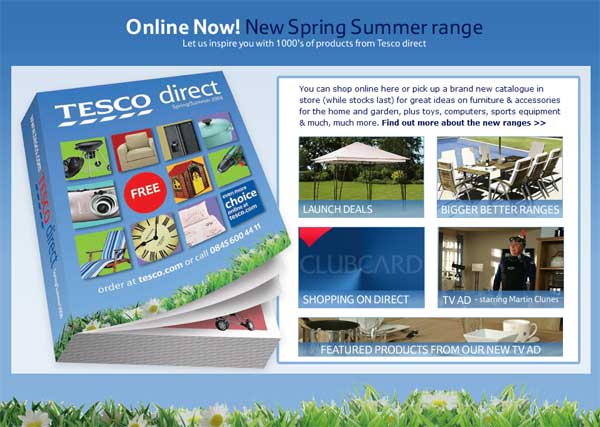 Online Now! New Spring Summer range
Let us inspire you with 1000's of products from Tesco direct
TESCO direct
Spring/Summer 2008
FREE
even more
choice
online at
tesco.com
order at tesco.com or call 0845 600 44 11
TESCO direct
You can shop online here or pick up a brand new catalogue in
store (while stocks last) for great ideas on furniture & accessories
for the home and garden, plus toys, computers, sports equipment
& much, much more. Find out more about the new ranges >>
LAUNCH DEALS
BIGGER BETTER RANGES
CLUBCARD
SHOPPING ON DIRECT
TV AD - starring Martin Clunes
FEATURED PRODUCTS FROM OUR NEW TV AD